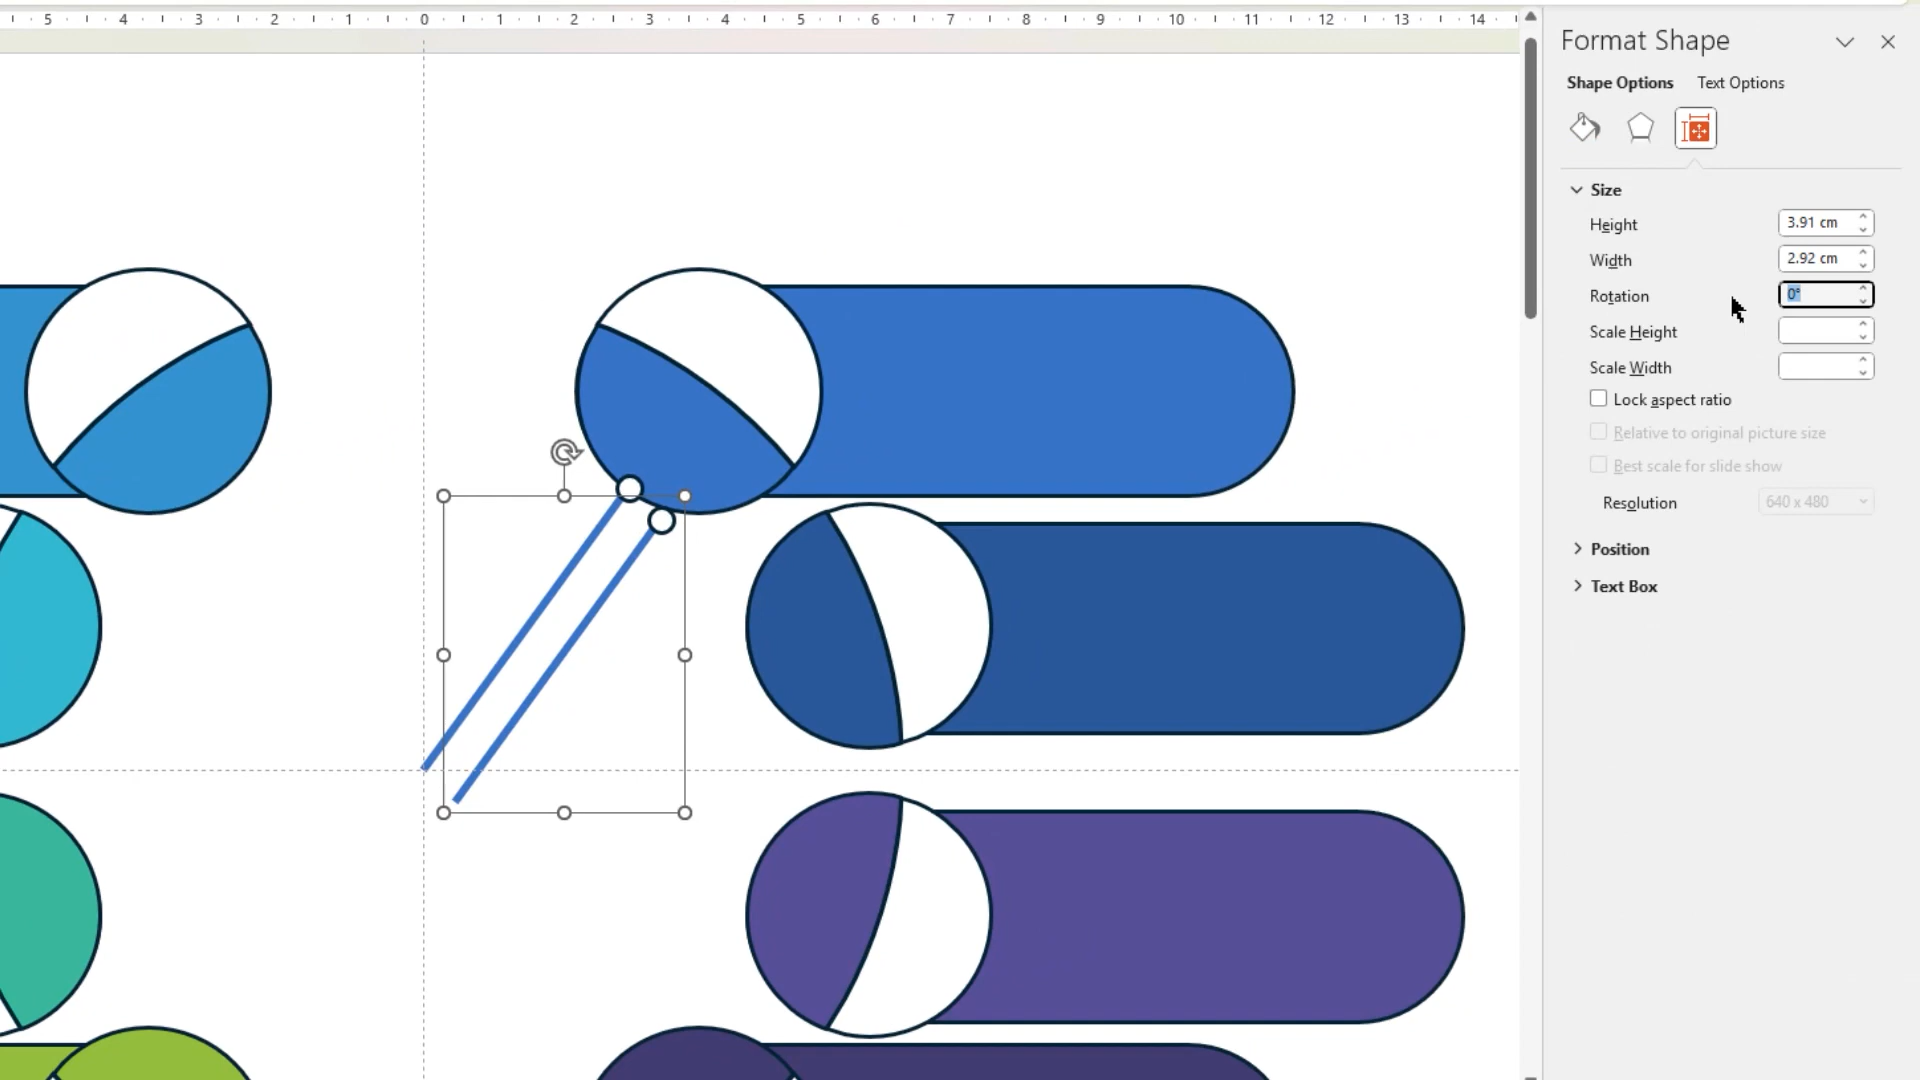 5 4 3 2 1 0 1 2 3 4 5 6 7 8 9 10 11 12 13 14
Format Shape
Shape Options Text Options
Size
Height 3.91 cm
Width 2.92 cm
Rotation 0°
Scale Height
Scale Width
Lock aspect ratio
Relative to original picture size
Best scale for slide show
Resolution 640 x 480
Position
Text Box